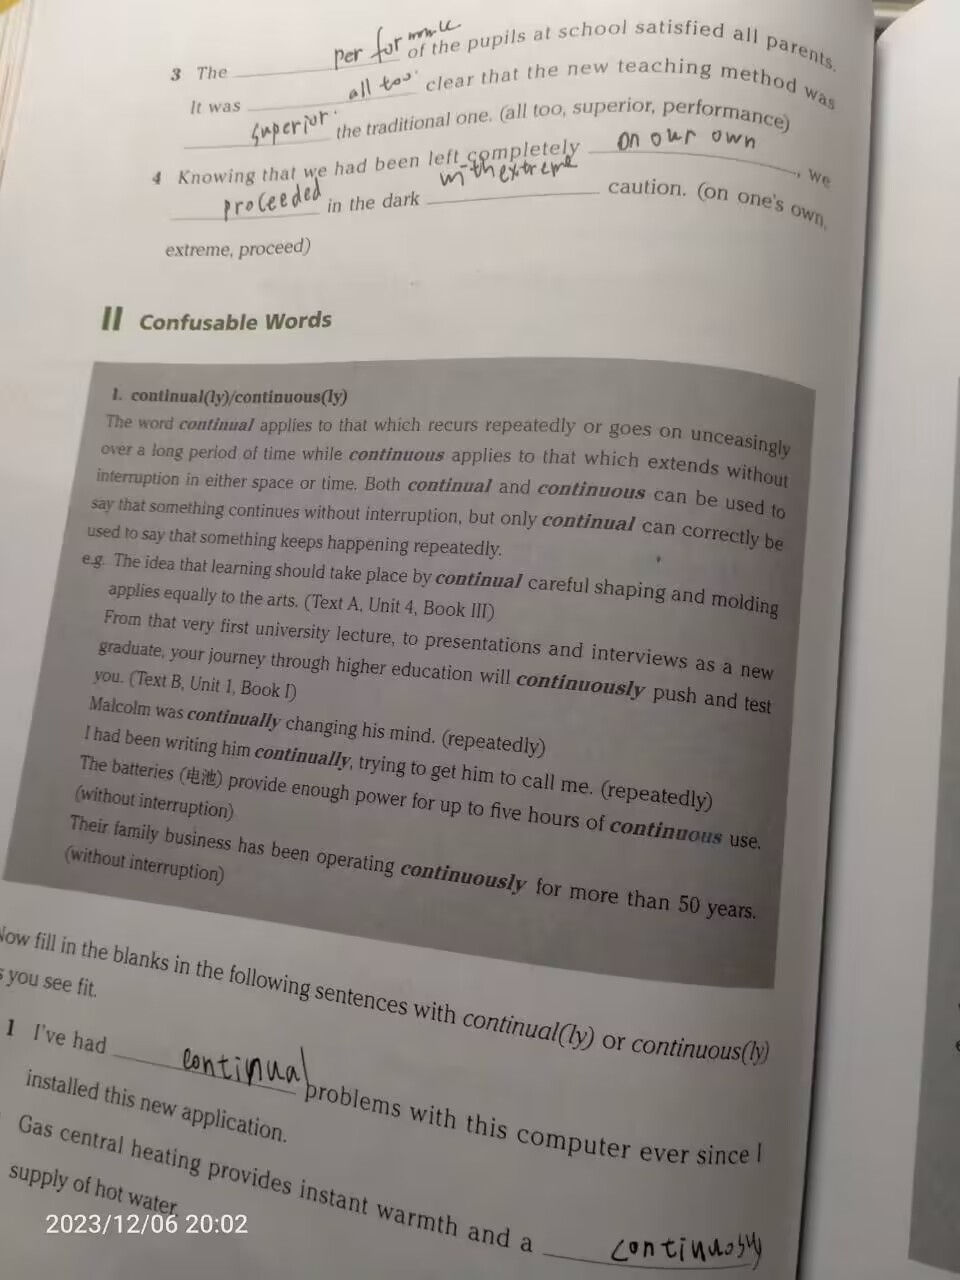 3 The performance of the pupils at school satisfied all parents.
It was all too clear that the new teaching method was
superior the traditional one. (all too, superior, performance)
4 Knowing that we had been left completely on our own, we
proceeded in the dark in the extreme caution. (on one's own,
extreme, proceed)
II Confusable Words
1. continual(ly)/continuous(ly)
The word continual applies to that which recurs repeatedly or goes on unceasingly
over a long period of time while continuous applies to that which extends without
interruption in either space or time. Both continual and continuous can be used to
say that something continues without interruption, but only continual can correctly be
used to say that something keeps happening repeatedly.
e.g. The idea that learning should take place by continual careful shaping and molding
applies equally to the arts. (Text A, Unit 4, Book III)
From that very first university lecture, to presentations and interviews as a new
graduate, your journey through higher education will continuously push and test
you. (Text B, Unit 1, Book I)
Malcolm was continually changing his mind. (repeatedly)
I had been writing him continually, trying to get him to call me. (repeatedly)
The batteries (电池) provide enough power for up to five hours of continuous use.
(without interruption)
Their family business has been operating continuously for more than 50 years.
(without interruption)
Now fill in the blanks in the following sentences with continual(ly) or continuous(ly)
s you see fit.
1 I've had continual problems with this computer ever since I
installed this new application.
Gas central heating provides instant warmth and a continuosly
supply of hot water.
2023/12/06 20:02